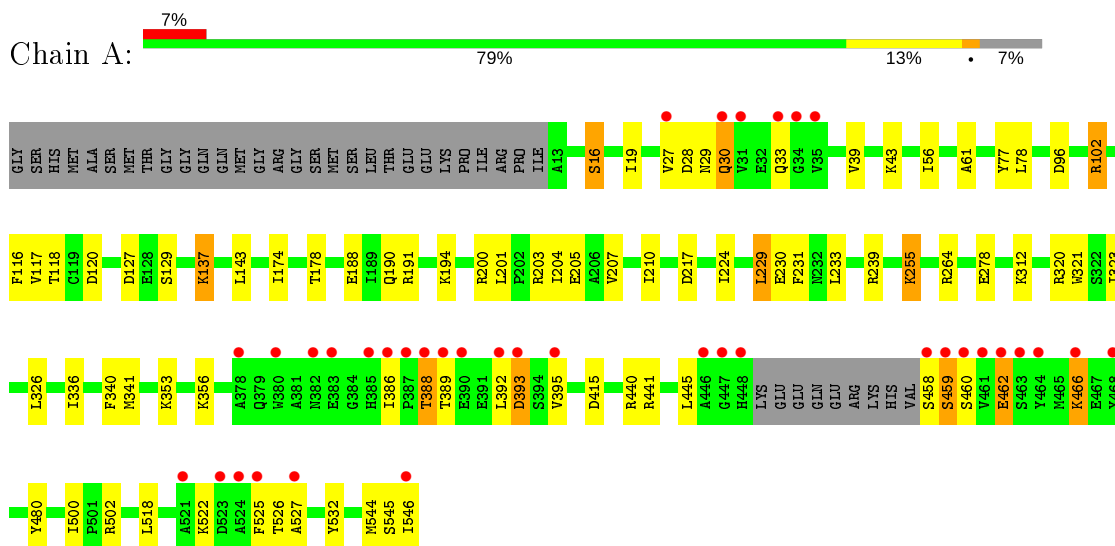 7%
Chain A:
79% 13% • 7%
GLY SER HIS MET ALA SER MET THR GLY GLY GLN GLN MET GLY ARG GLY SER MET SER LEU THR GLU GLU LYS PRO ILE ARG PRO ILE A13 S16 I19 V27 D28 N29 Q30 V31 E32 Q33 G34 V35 V39 K43 I56 A61 Y77 L78 D96 R102
F116 V117 T118 C119 D120 D127 E128 S129 K137 L143 I174 T178 E188 I189 Q190 R191 K194 R200 L201 P202 R203 I204 E205 A206 V207 I210 D217 I224 L229 E230 F231 N232 L233 R239 K255 R264 E278 K312 R320 W321 S322
L326 I336 F340 M341 K353 K356 A378 Q379 W380 A381 N382 E383 G384 H385 I386 P387 T388 T389 E390 E391 L392 D393 S394 V395 D415 R440 R441 L445 A446 G447 H448 LYS GLU GLU GLN GLU ARG LYS HIS VAL S458 S459 S460 V461 E462 S463 Y464 M465 K466 E467 Y468
Y480 I500 P501 R502 L518 A521 K522 D523 A524 F525 T526 A527 Y532 M544 S545 I546